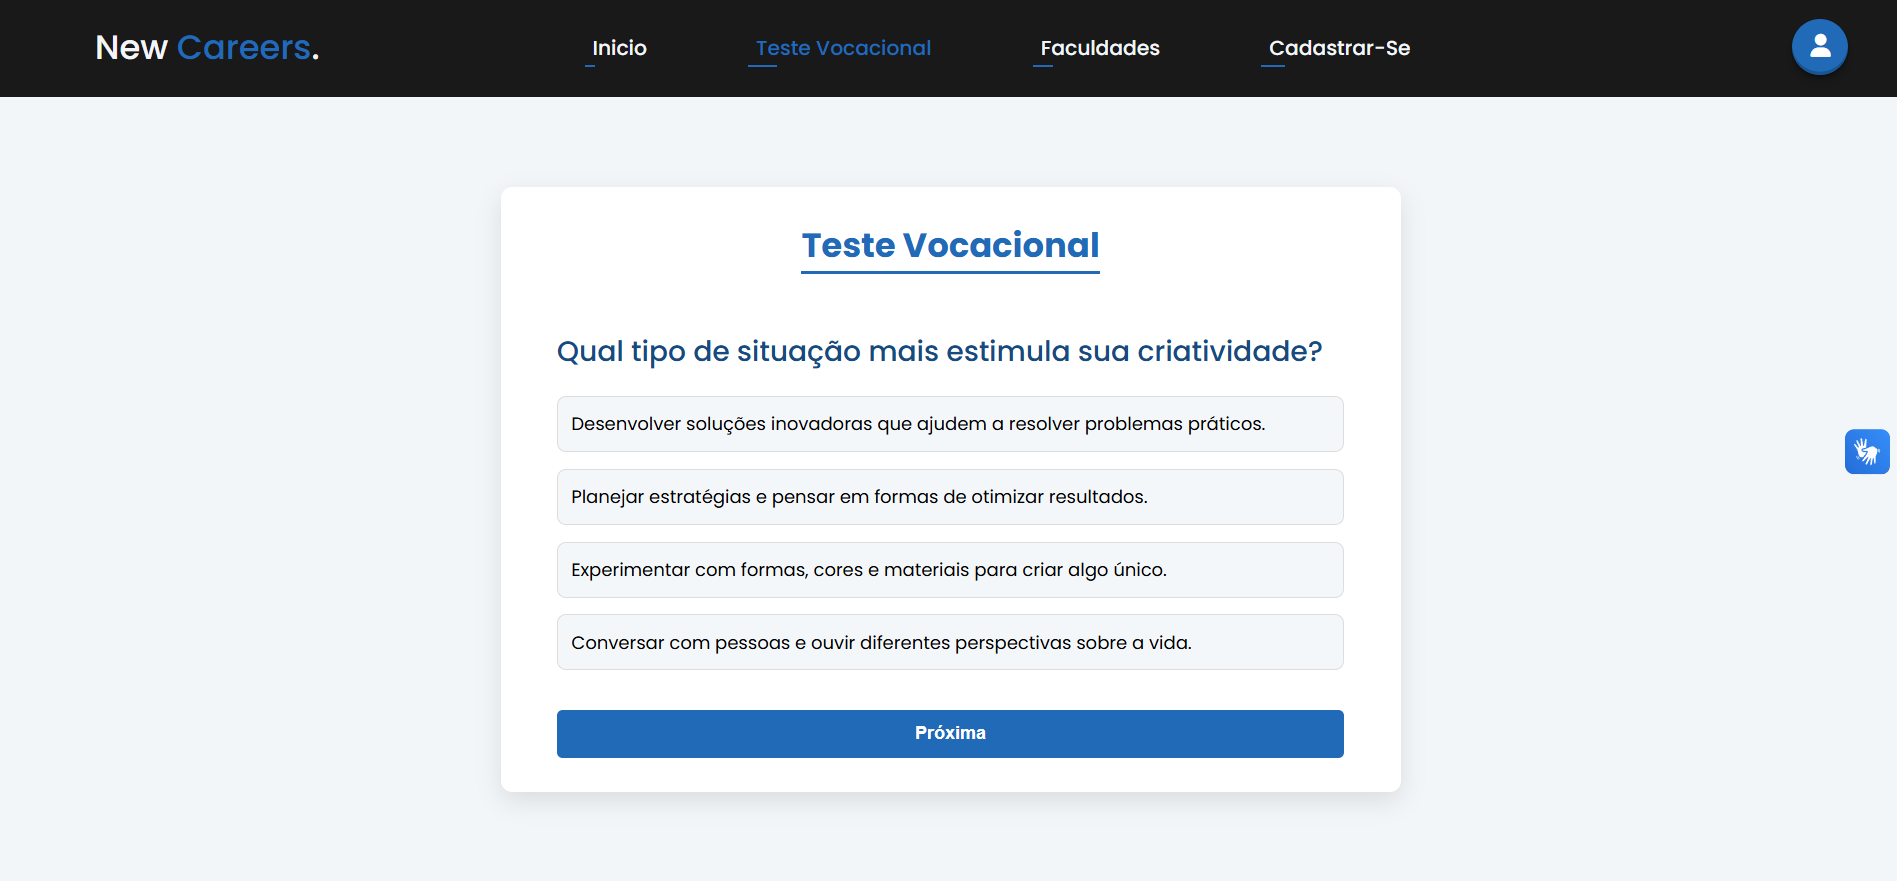 New Careers.
Inicio
Teste Vocacional
Faculdades
Cadastrar-Se
Teste Vocacional
Qual tipo de situação mais estimula sua criatividade?
Desenvolver soluções inovadoras que ajudem a resolver problemas práticos.
Planejar estratégias e pensar em formas de otimizar resultados.
Experimentar com formas, cores e materiais para criar algo único.
Conversar com pessoas e ouvir diferentes perspectivas sobre a vida.
Próxima